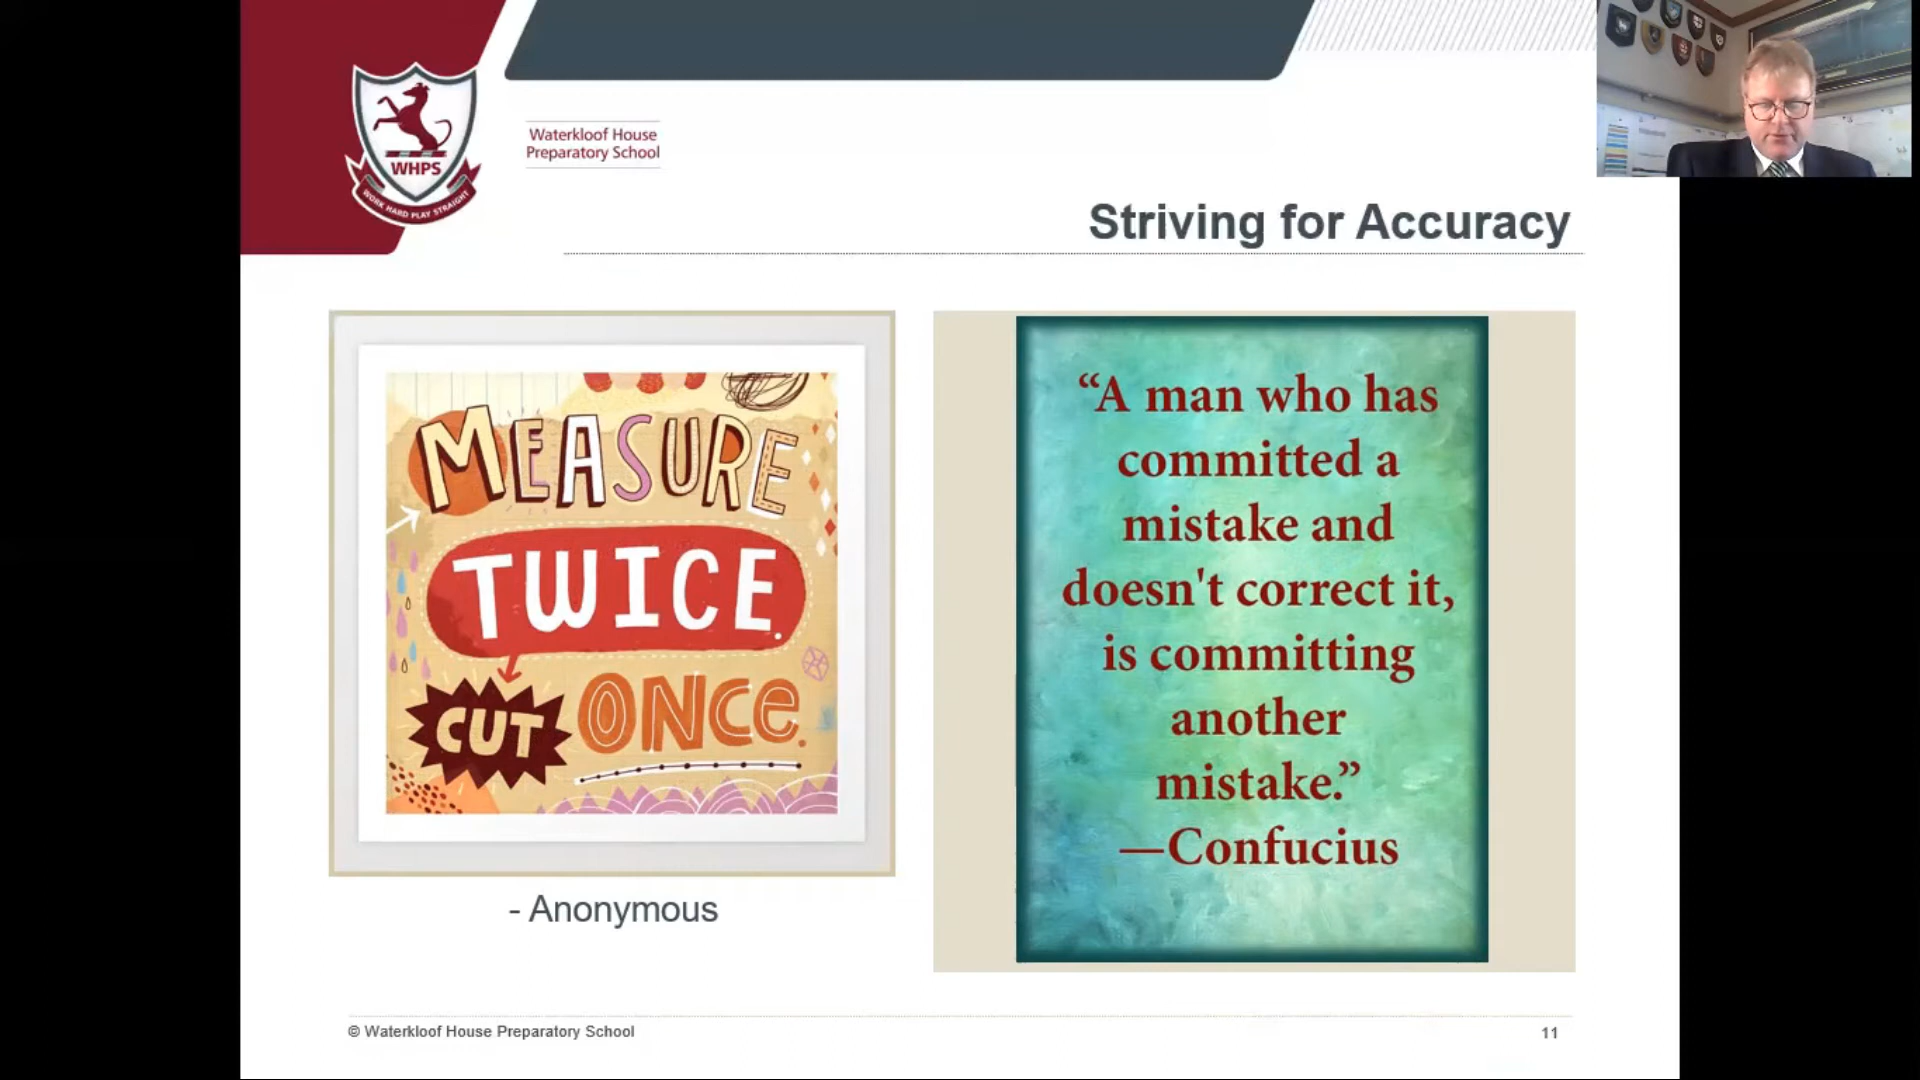 WHPS
WORK HARD PLAY STRAIGHT
Waterkloof House
Preparatory School
Striving for Accuracy
MEASURE
TWICE.
CUT ONCE.
- Anonymous
“A man who has
committed a
mistake and
doesn't correct it,
is committing
another
mistake.”
—Confucius
© Waterkloof House Preparatory School
11